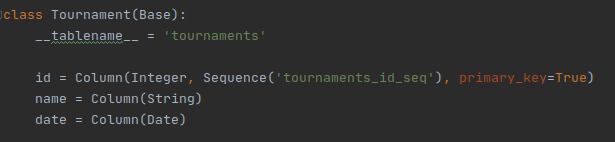 class Tournament(Base):
    __tablename__ = 'tournaments'

    id = Column(Integer, Sequence('tournaments_id_seq'), primary_key=True)
    name = Column(String)
    date = Column(Date)